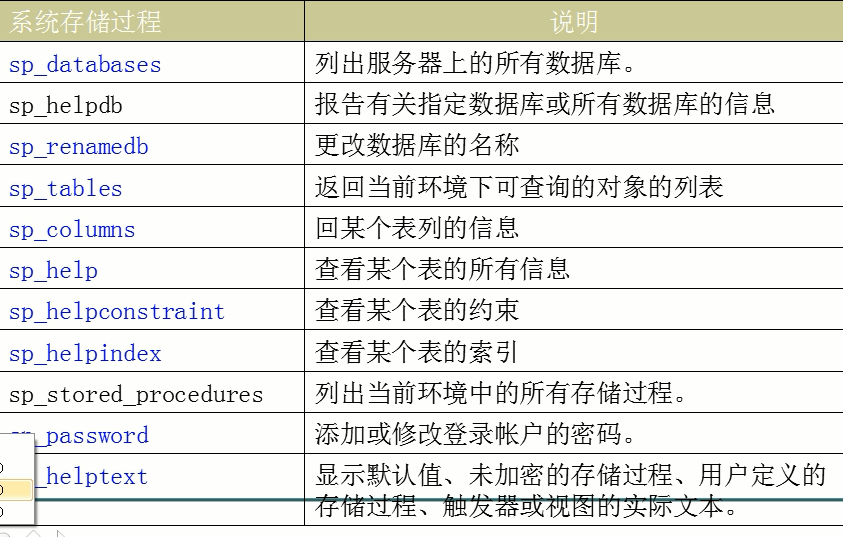 系统存储过程 说明
sp_databases 列出服务器上的所有数据库。
sp_helpdb 报告有关指定数据库或所有数据库的信息
sp_renamedb 更改数据库的名称
sp_tables 返回当前环境下可查询的对象的列表
sp_columns 回某个表列的信息
sp_help 查看某个表的所有信息
sp_helpconstraint 查看某个表的约束
sp_helpindex 查看某个表的索引
sp_stored_procedures 列出当前环境中的所有存储过程。
_password 添加或修改登录帐户的密码。
_helptext 显示默认值、未加密的存储过程、用户定义的
存储过程、触发器或视图的实际文本。